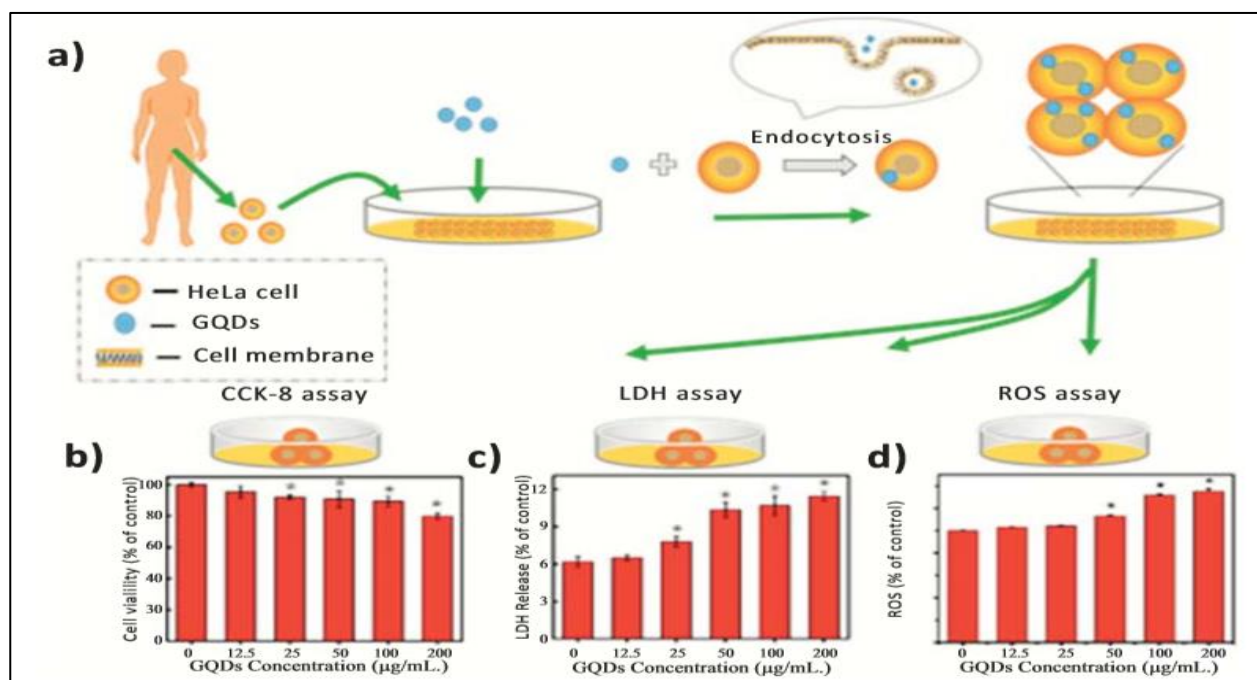 a)
Endocytosis
HeLa cell
GQDs
Cell membrane
CCK-8 assay
LDH assay
ROS assay
b)
c)
d)
Cell vialility (% of control)
100
80
60
30
0
* * * *
0 12.5 25 50 100 200
GQDs Concentration (µg/mL.)
LDH Release (% of control)
12
9
6
3
0
* * * *
0 12.5 25 50 100 200
GQDs Concentration (µg/mL.)
ROS (% of control)
* * *
0 12.5 25 50 100 200
GQDs Concentration (µg/mL.)